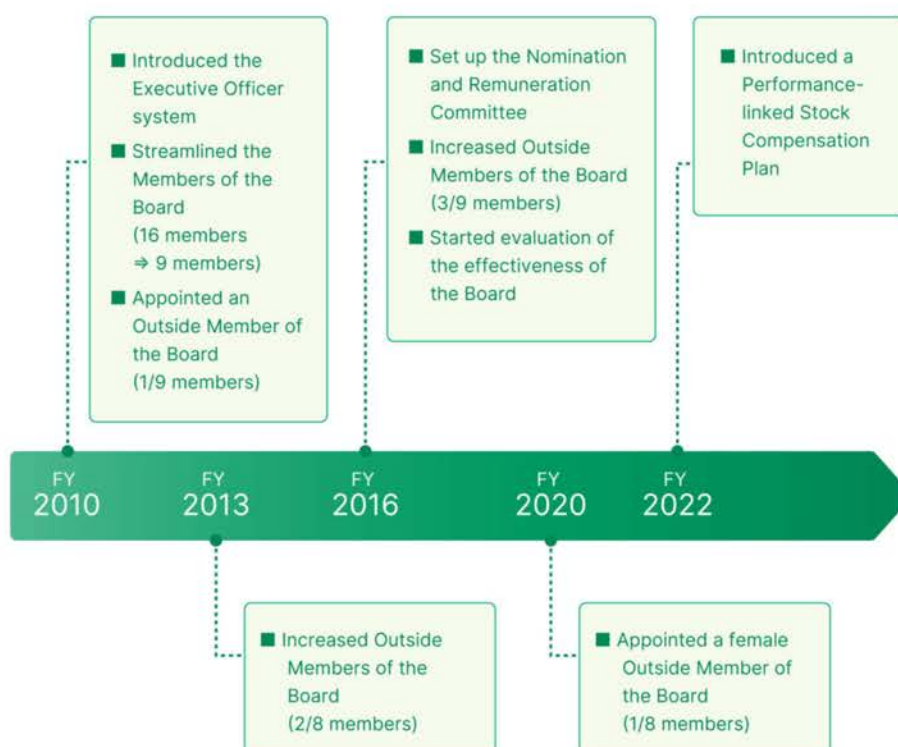 ■ Introduced the
Executive Officer
system
■ Streamlined the
Members of the
Board
(16 members
⇒ 9 members)
■ Appointed an
Outside Member of
the Board
(1/9 members)
■ Set up the Nomination
and Remuneration
Committee
■ Increased Outside
Members of the Board
(3/9 members)
■ Started evaluation of
the effectiveness of
the Board
■ Introduced a
Performance-
linked Stock
Compensation
Plan
FY
2010
FY
2013
FY
2016
FY
2020
FY
2022
■ Increased Outside
Members of the
Board
(2/8 members)
■ Appointed a female
Outside Member of
the Board
(1/8 members)